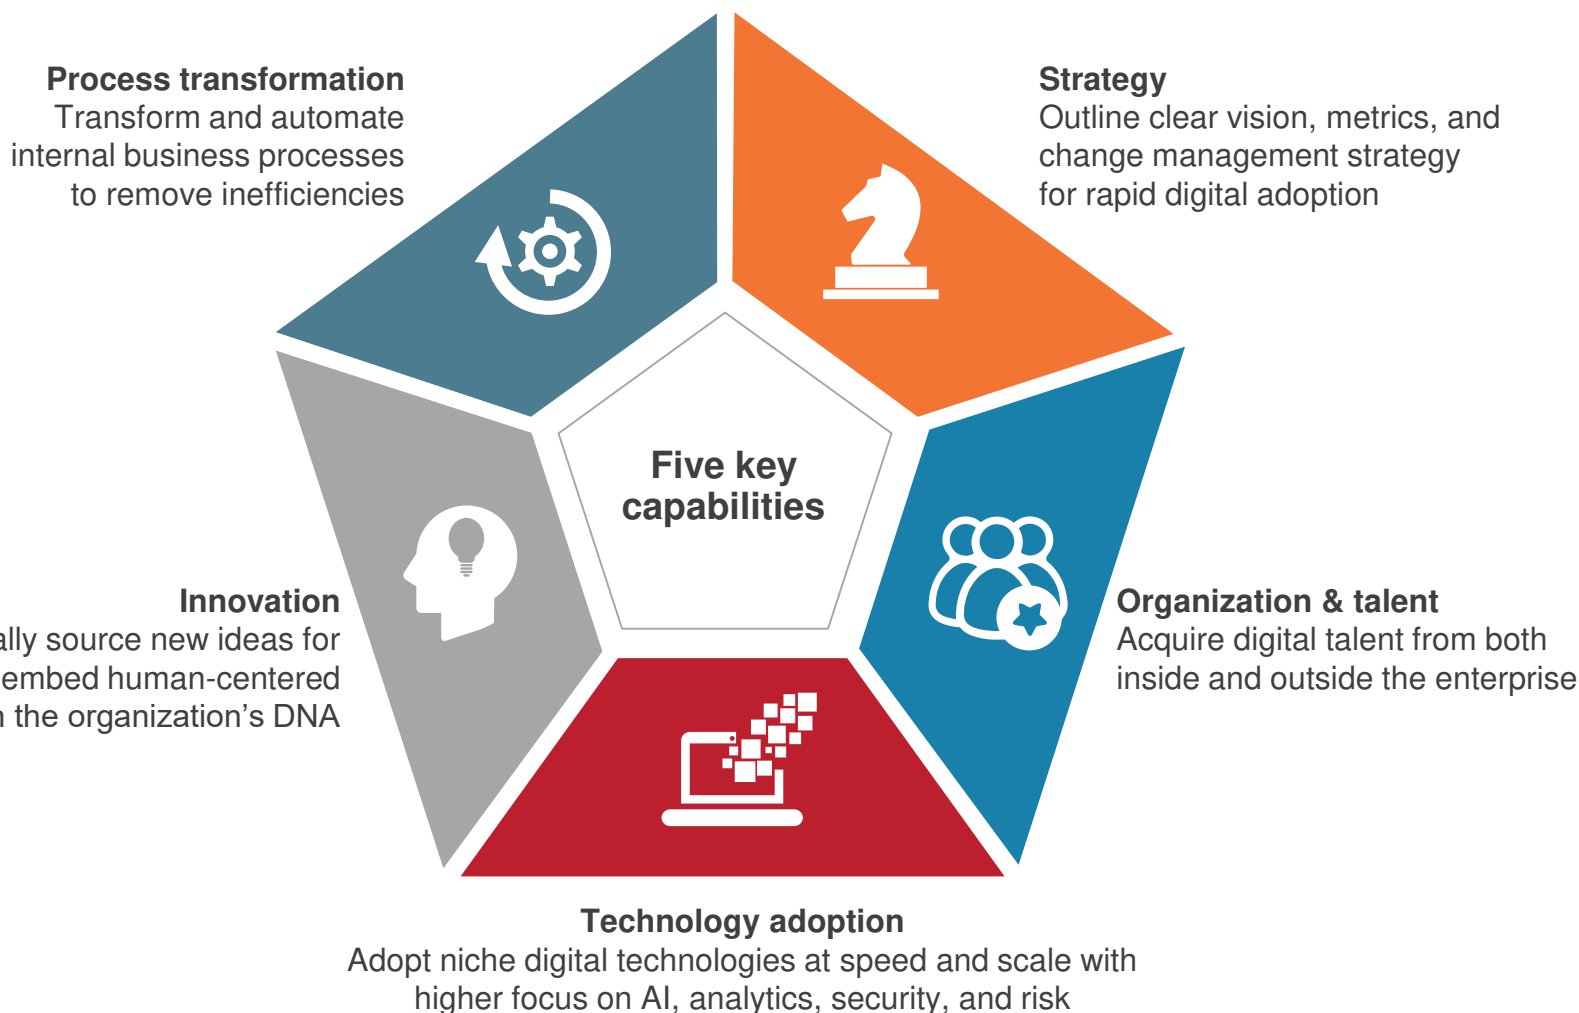 Process transformation
Transform and automate
internal business processes
to remove inefficiencies
Strategy
Outline clear vision, metrics, and
change management strategy
for rapid digital adoption
Five key
capabilities
Innovation
source new ideas for
embed human-centered
the organization’s DNA
Organization & talent
Acquire digital talent from both
inside and outside the enterprise
Technology adoption
Adopt niche digital technologies at speed and scale with
higher focus on AI, analytics, security, and risk